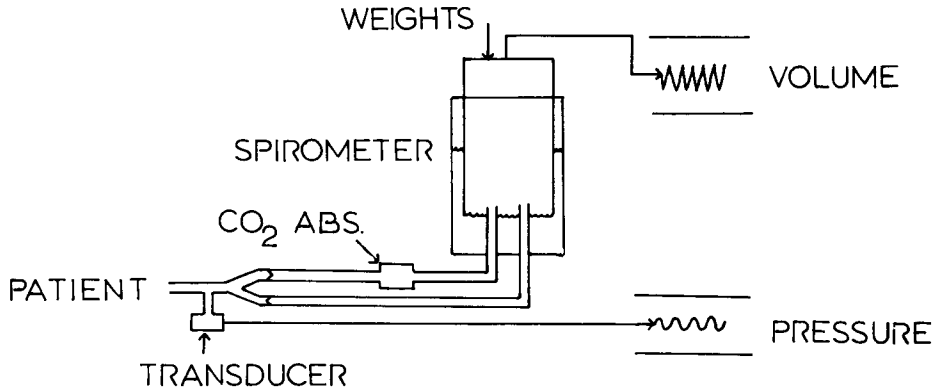 WEIGHTS
VOLUME
SPIROMETER
CO₂ ABS.
PATIENT
PRESSURE
TRANSDUCER